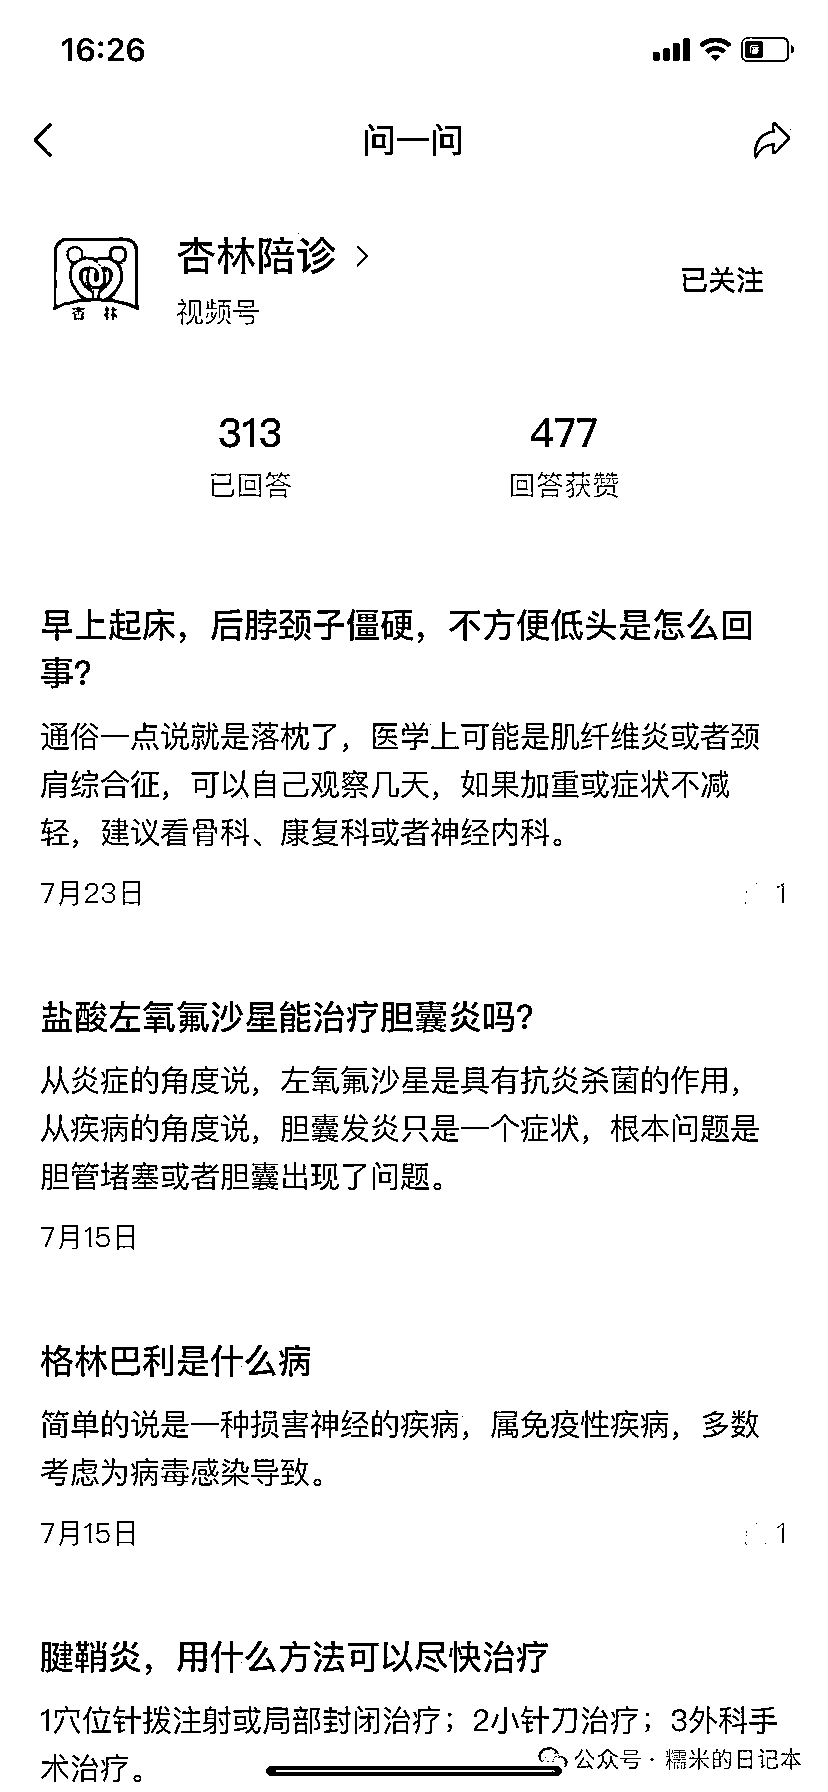 16:26
问一问
杏林陪诊
视频号
已关注
杏 林
313
477
已回答
回答获赞
早上起床，后脖颈子僵硬，不方便低头是怎么回
事？
通俗一点说就是落枕了，医学上可能是肌纤维炎或者颈
肩综合征，可以自己观察几天，如果加重或症状不减
轻，建议看骨科、康复科或者神经内科。
7月23日
1
盐酸左氧氟沙星能治疗胆囊炎吗？
从炎症的角度说，左氧氟沙星是具有抗炎杀菌的作用，
从疾病的角度说，胆囊发炎只是一个症状，根本问题是
胆管堵塞或者胆囊出现了问题。
7月15日
格林巴利是什么病
简单的说是一种损害神经的疾病，属免疫性疾病，多数
考虑为病毒感染导致。
7月15日
1
腱鞘炎，用什么方法可以尽快治疗
1穴位针拨注射或局部封闭治疗；2小针刀治疗；3外科手
术治疗。
公众号·糯米的日记本